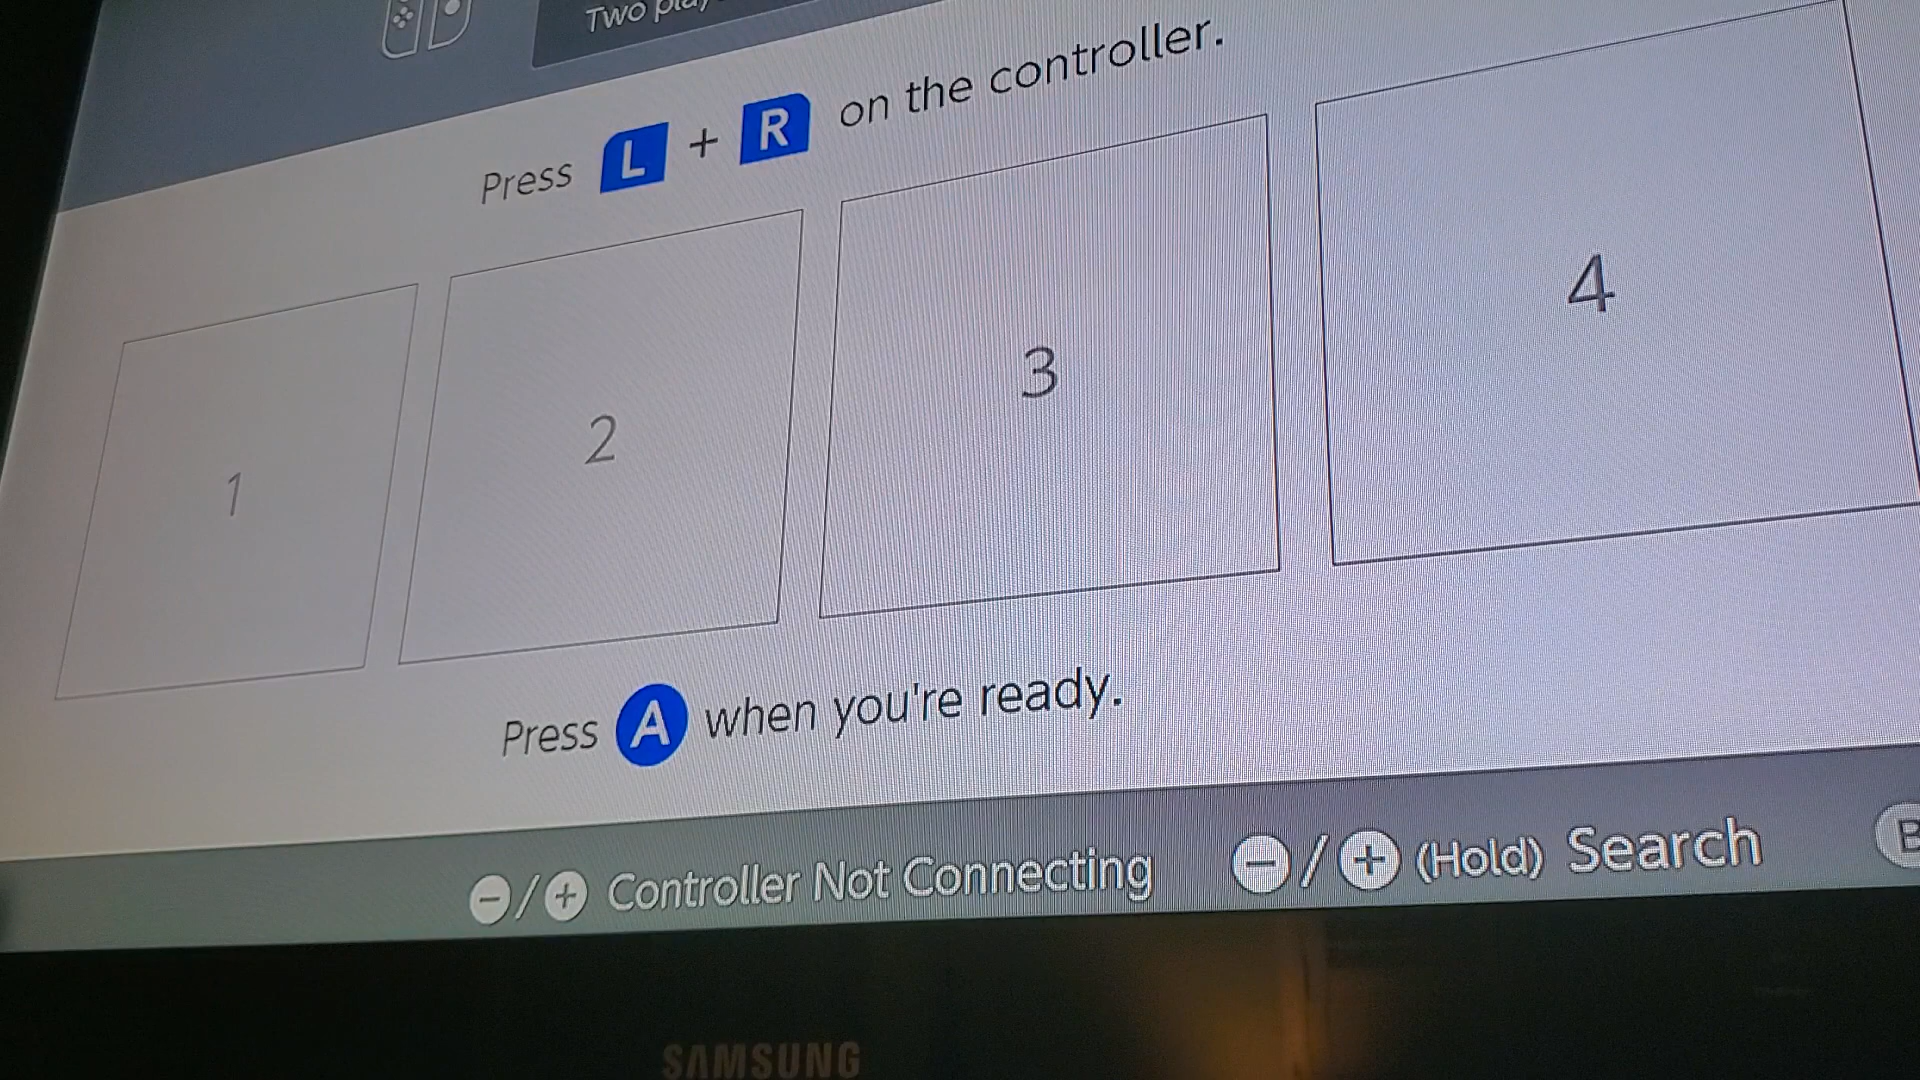 Two
Press L + R on the controller.
1
2
3
4
Press A when you're ready.
−/+ Controller Not Connecting −/+ (Hold) Search B
SAMSUNG